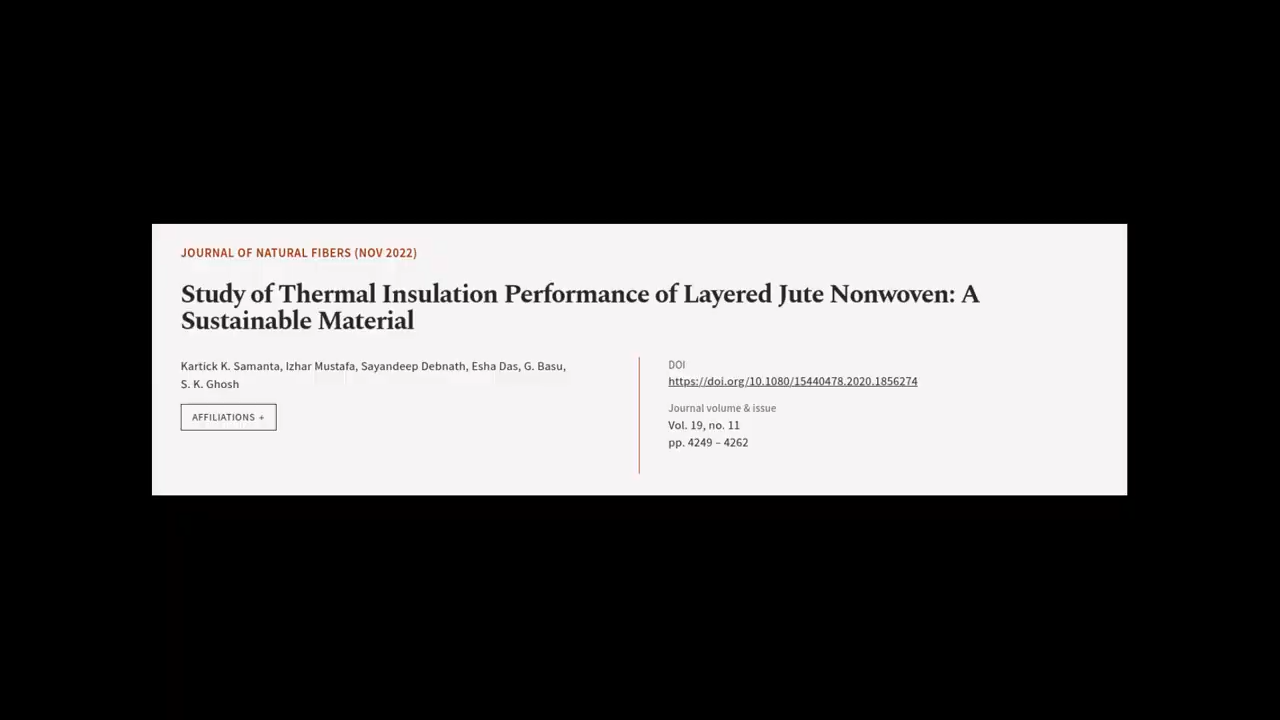 JOURNAL OF NATURAL FIBERS (NOV 2022)
Study of Thermal Insulation Performance of Layered Jute Nonwoven: A
Sustainable Material
Kartick K. Samanta, Izhar Mustafa, Sayandeep Debnath, Esha Das, G. Basu,
S. K. Ghosh
AFFILIATIONS +
DOI
https://doi.org/10.1080/15440478.2020.1856274
Journal volume & issue
Vol. 19, no. 11
pp. 4249 – 4262